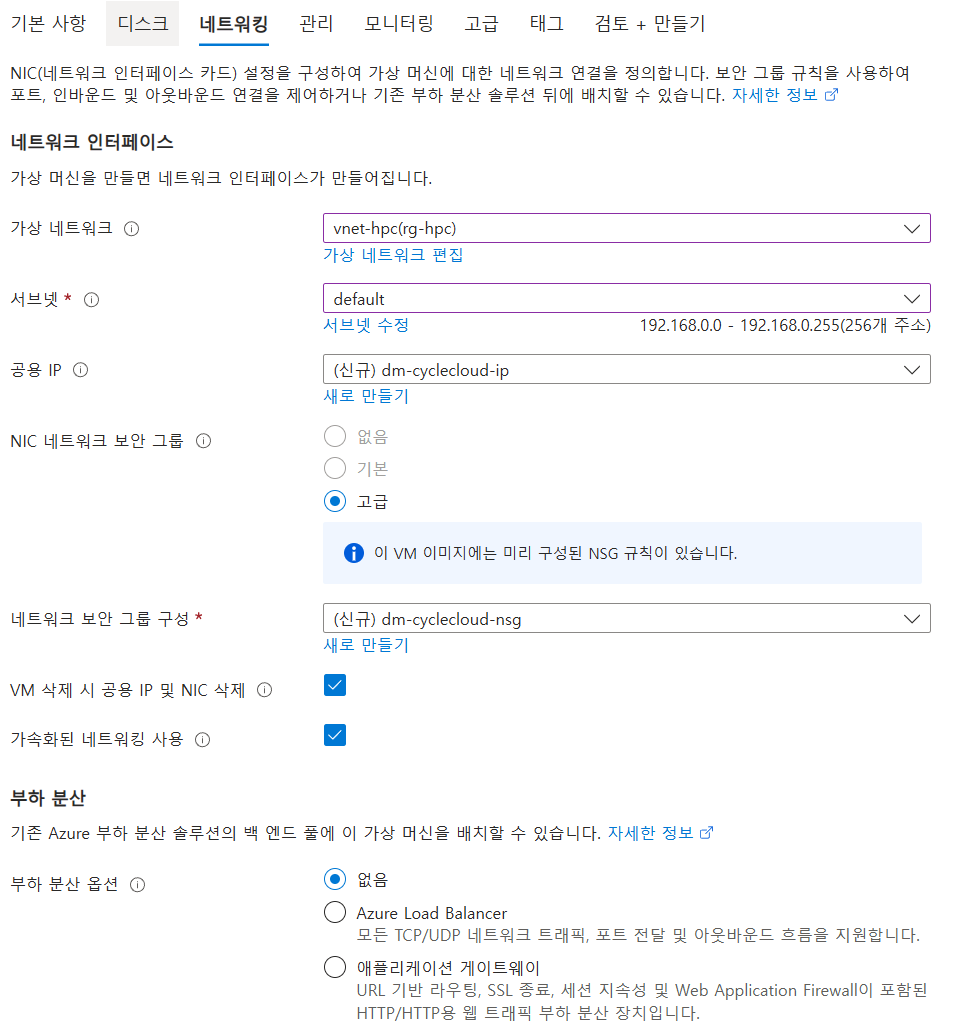 기본 사항 디스크 네트워킹 관리 모니터링 고급 태그 검토 + 만들기
NIC(네트워크 인터페이스 카드) 설정을 구성하여 가상 머신에 대한 네트워크 연결을 정의합니다. 보안 그룹 규칙을 사용하여
포트, 인바운드 및 아웃바운드 연결을 제어하거나 기존 부하 분산 솔루션 뒤에 배치할 수 있습니다. 자세한 정보
네트워크 인터페이스
가상 머신을 만들면 네트워크 인터페이스가 만들어집니다.
가상 네트워크 vnet-hpc(rg-hpc)
가상 네트워크 편집
서브넷 * default
서브넷 수정 192.168.0.0 - 192.168.0.255(256개 주소)
공용 IP (신규) dm-cyclecloud-ip
새로 만들기
NIC 네트워크 보안 그룹 없음
기본
고급
이 VM 이미지에는 미리 구성된 NSG 규칙이 있습니다.
네트워크 보안 그룹 구성 * (신규) dm-cyclecloud-nsg
새로 만들기
VM 삭제 시 공용 IP 및 NIC 삭제
가속화된 네트워킹 사용
부하 분산
기존 Azure 부하 분산 솔루션의 백 엔드 풀에 이 가상 머신을 배치할 수 있습니다. 자세한 정보
부하 분산 옵션 없음
Azure Load Balancer
모든 TCP/UDP 네트워크 트래픽, 포트 전달 및 아웃바운드 흐름을 지원합니다.
애플리케이션 게이트웨이
URL 기반 라우팅, SSL 종료, 세션 지속성 및 Web Application Firewall이 포함된
HTTP/HTTP용 웹 트래픽 부하 분산 장치입니다.